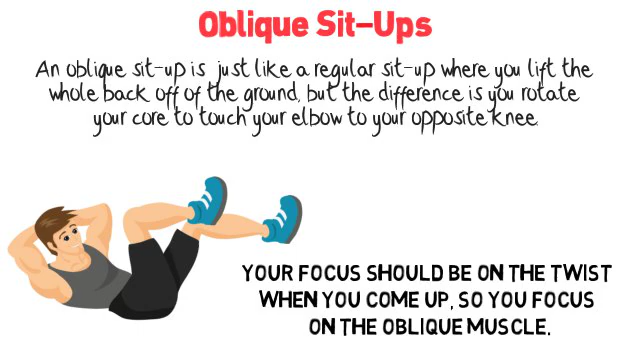 Oblique Sit-Ups
An oblique sit-up is just like a regular sit-up where you lift the
whole back off of the ground, but the difference is you rotate
your core to touch your elbow to your opposite knee.
YOUR FOCUS SHOULD BE ON THE TWIST
WHEN YOU COME UP, SO YOU FOCUS
ON THE OBLIQUE MUSCLE.